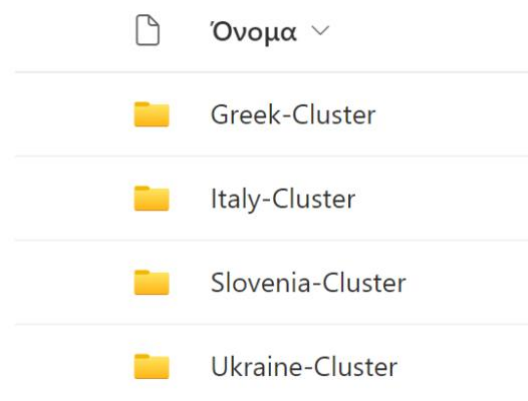 Όνομα
Greek-Cluster
Italy-Cluster
Slovenia-Cluster
Ukraine-Cluster